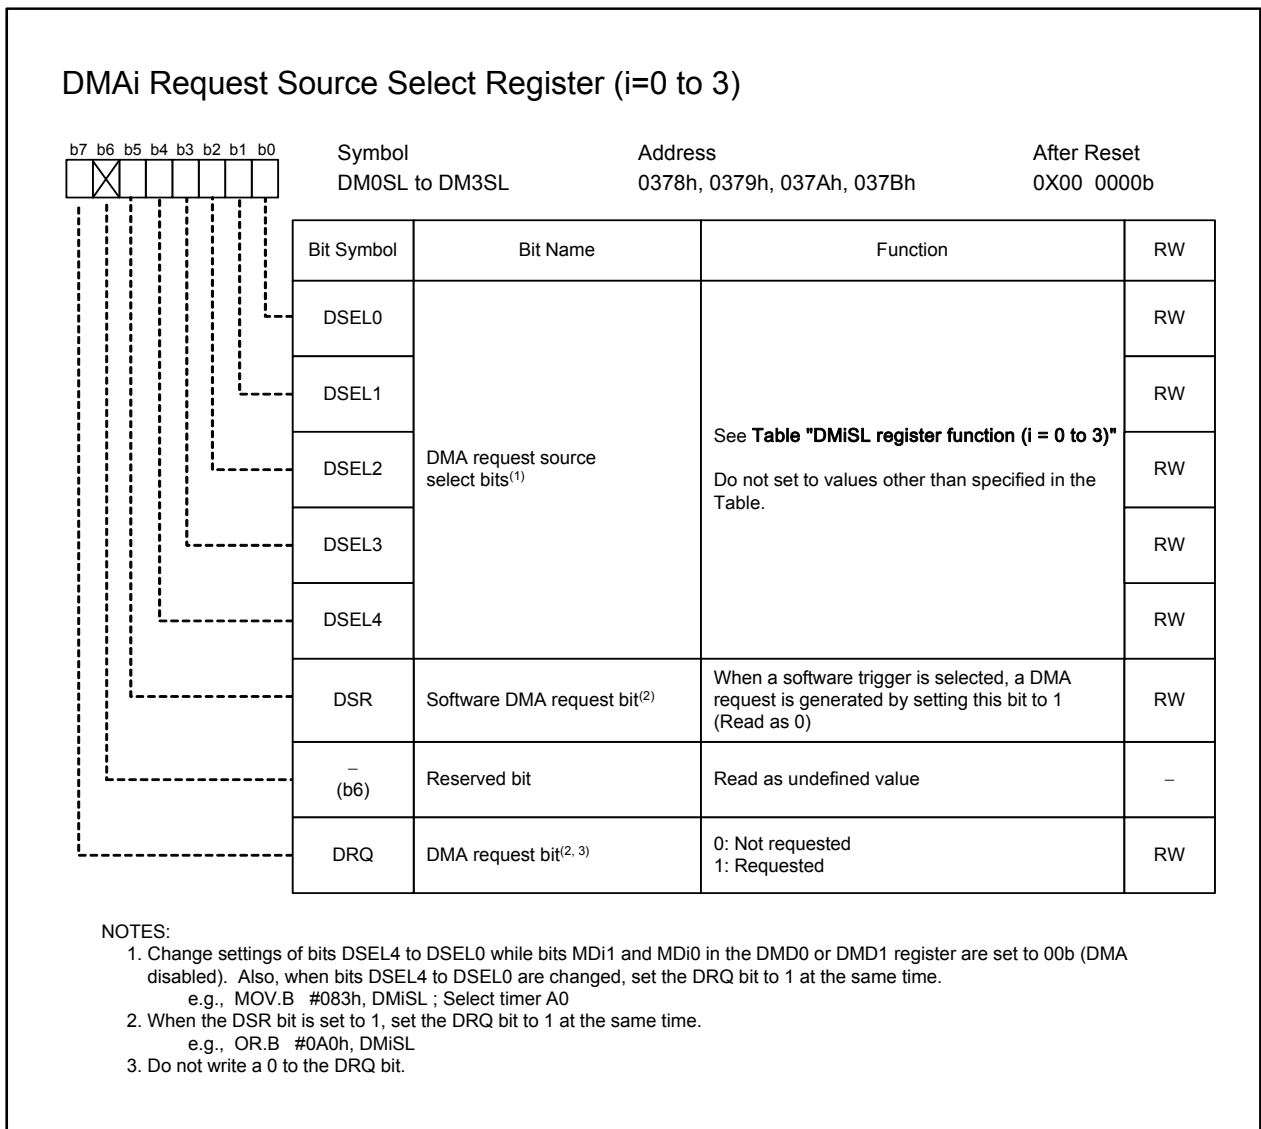 DMAi Request Source Select Register (i=0 to 3)
b7 b6 b5 b4 b3 b2 b1 b0
Symbol Address After Reset
DM0SL to DM3SL 0378h, 0379h, 037Ah, 037Bh 0X00 0000b
Bit Symbol Bit Name Function RW
DSEL0 RW
DSEL1 RW
DSEL2 RW
DSEL3 RW
DSEL4 RW
DMA request source
select bits(1)
See Table "DMiSL register function (i = 0 to 3)"
Do not set to values other than specified in the
Table.
DSR Software DMA request bit(2) RW
When a software trigger is selected, a DMA
request is generated by setting this bit to 1
(Read as 0)
–
(b6) Reserved bit Read as undefined value –
DRQ DMA request bit(2, 3) RW
0: Not requested
1: Requested
NOTES:
1. Change settings of bits DSEL4 to DSEL0 while bits MDi1 and MDi0 in the DMD0 or DMD1 register are set to 00b (DMA
disabled). Also, when bits DSEL4 to DSEL0 are changed, set the DRQ bit to 1 at the same time.
e.g., MOV.B #083h, DMiSL ; Select timer A0
2. When the DSR bit is set to 1, set the DRQ bit to 1 at the same time.
e.g., OR.B #0A0h, DMiSL
3. Do not write a 0 to the DRQ bit.